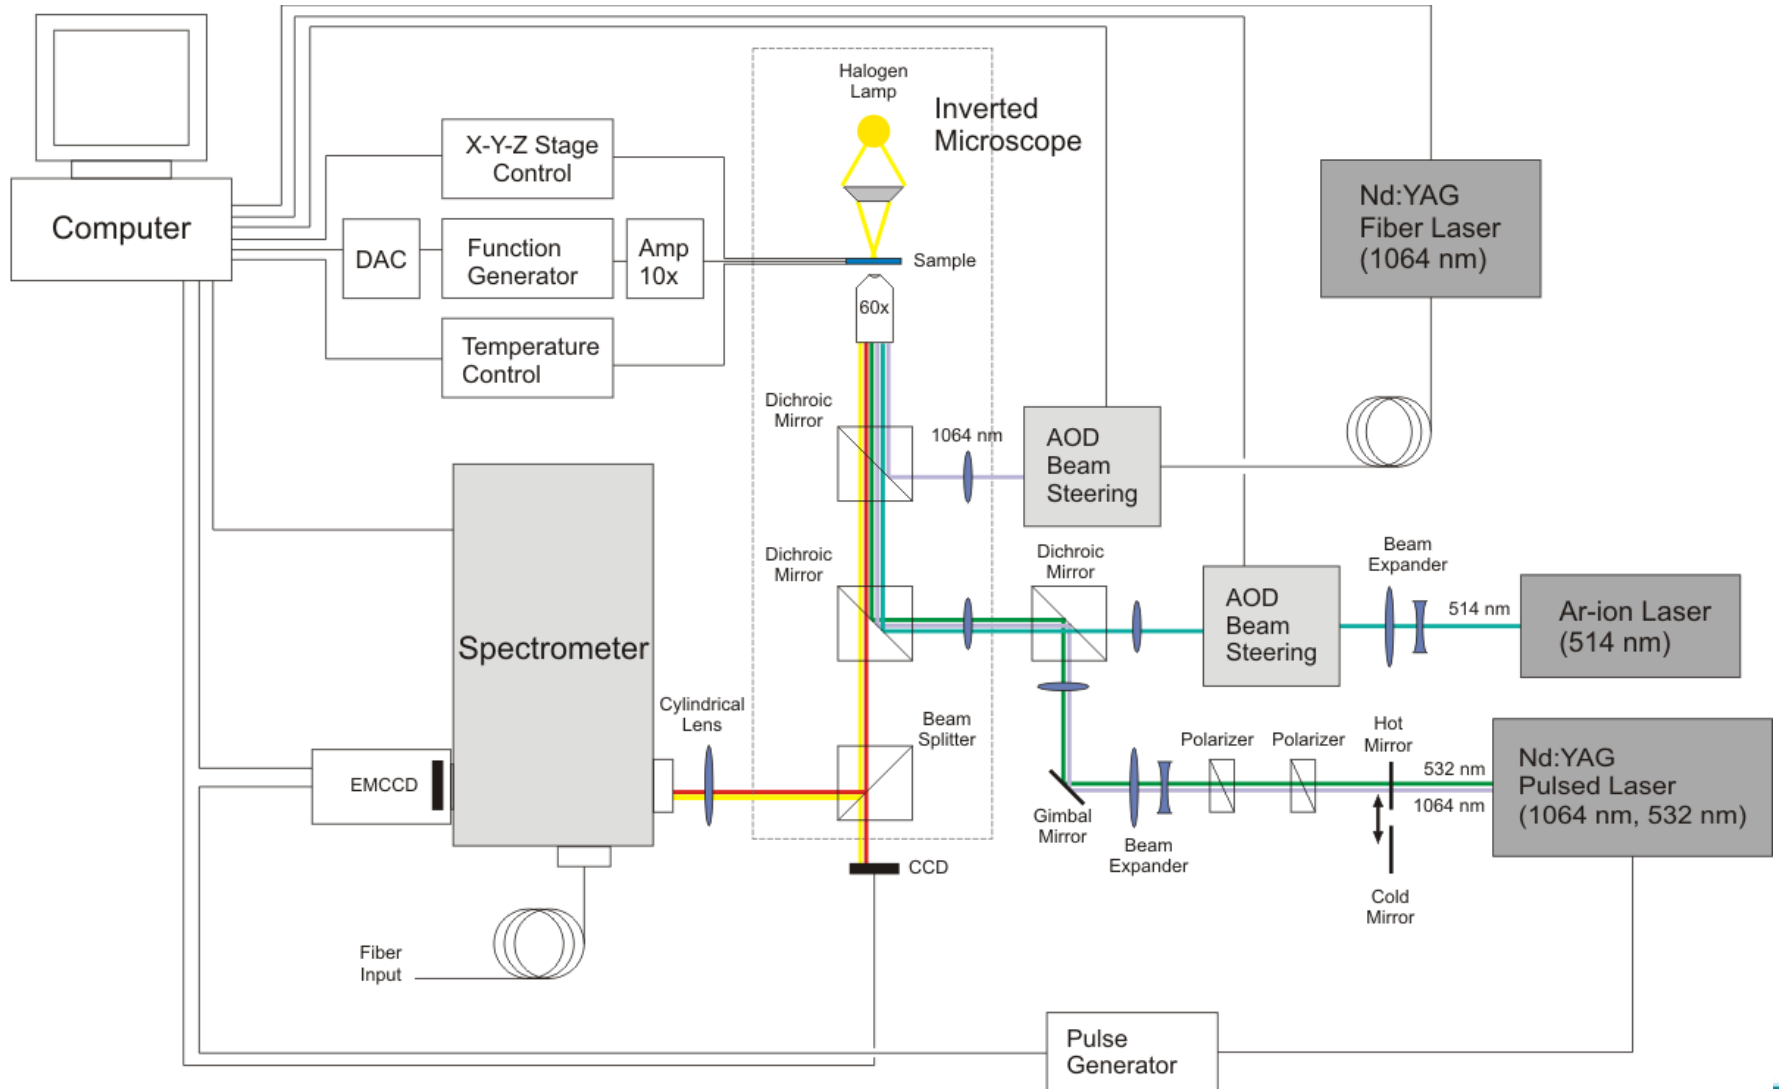 Halogen
Lamp
Inverted
Microscope
X-Y-Z Stage
Control
Computer
DAC
Function
Generator
Amp
10x
Sample
60x
Temperature
Control
Nd:YAG
Fiber Laser
(1064 nm)
Dichroic
Mirror
1064 nm
AOD
Beam
Steering
Dichroic
Mirror
Dichroic
Mirror
AOD
Beam
Steering
Beam
Expander
514 nm
Ar-ion Laser
(514 nm)
Spectrometer
Cylindrical
Lens
Beam
Splitter
EMCCD
CCD
Gimbal
Mirror
Beam
Expander
Polarizer
Polarizer
Hot
Mirror
532 nm
1064 nm
Cold
Mirror
Nd:YAG
Pulsed Laser
(1064 nm, 532 nm)
Fiber
Input
Pulse
Generator